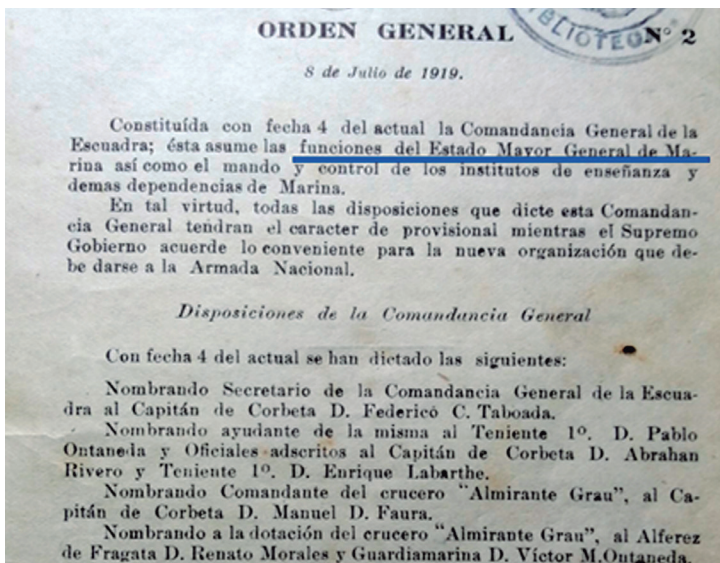 BIBLIOTECA
ORDEN GENERAL Nº 2
8 de Julio de 1919.
Constituída con fecha 4 del actual la Comandancia General de la
Escuadra; ésta asume las funciones del Estado Mayor General de Ma-
rina así como el mando y control de los institutos de enseñanza y
demas dependencias de Marina.
En tal virtud, todas las disposiciones que dicte esta Comandan-
cia General tendran el caracter de provisional mientras el Supremo
Gobierno acuerde lo conveniente para la nueva organización que de-
be darse a la Armada Nacional.
Disposiciones de la Comandancia General
Con fecha 4 del actual se han dictado las siguientes:
Nombrando Secretario de la Comandancia General de la Escua-
dra al Capitán de Corbeta D. Federico C. Taboada.
Nombrando ayudante de la misma al Teniente 1º. D. Pablo
Ontaneda y Oficiales adscritos al Capitán de Corbeta D. Abrahan
Rivero y Teniente 1º. D. Enrique Labarthe.
Nombrando Comandante del crucero "Almirante Grau", al Ca-
pitán de Corbeta D. Manuel D. Faura.
Nombrando a la dotación del crucero "Almirante Grau", al Alferez
de Fragata D. Renato Morales y Guardiamarina D. Víctor M.Ontaneda.